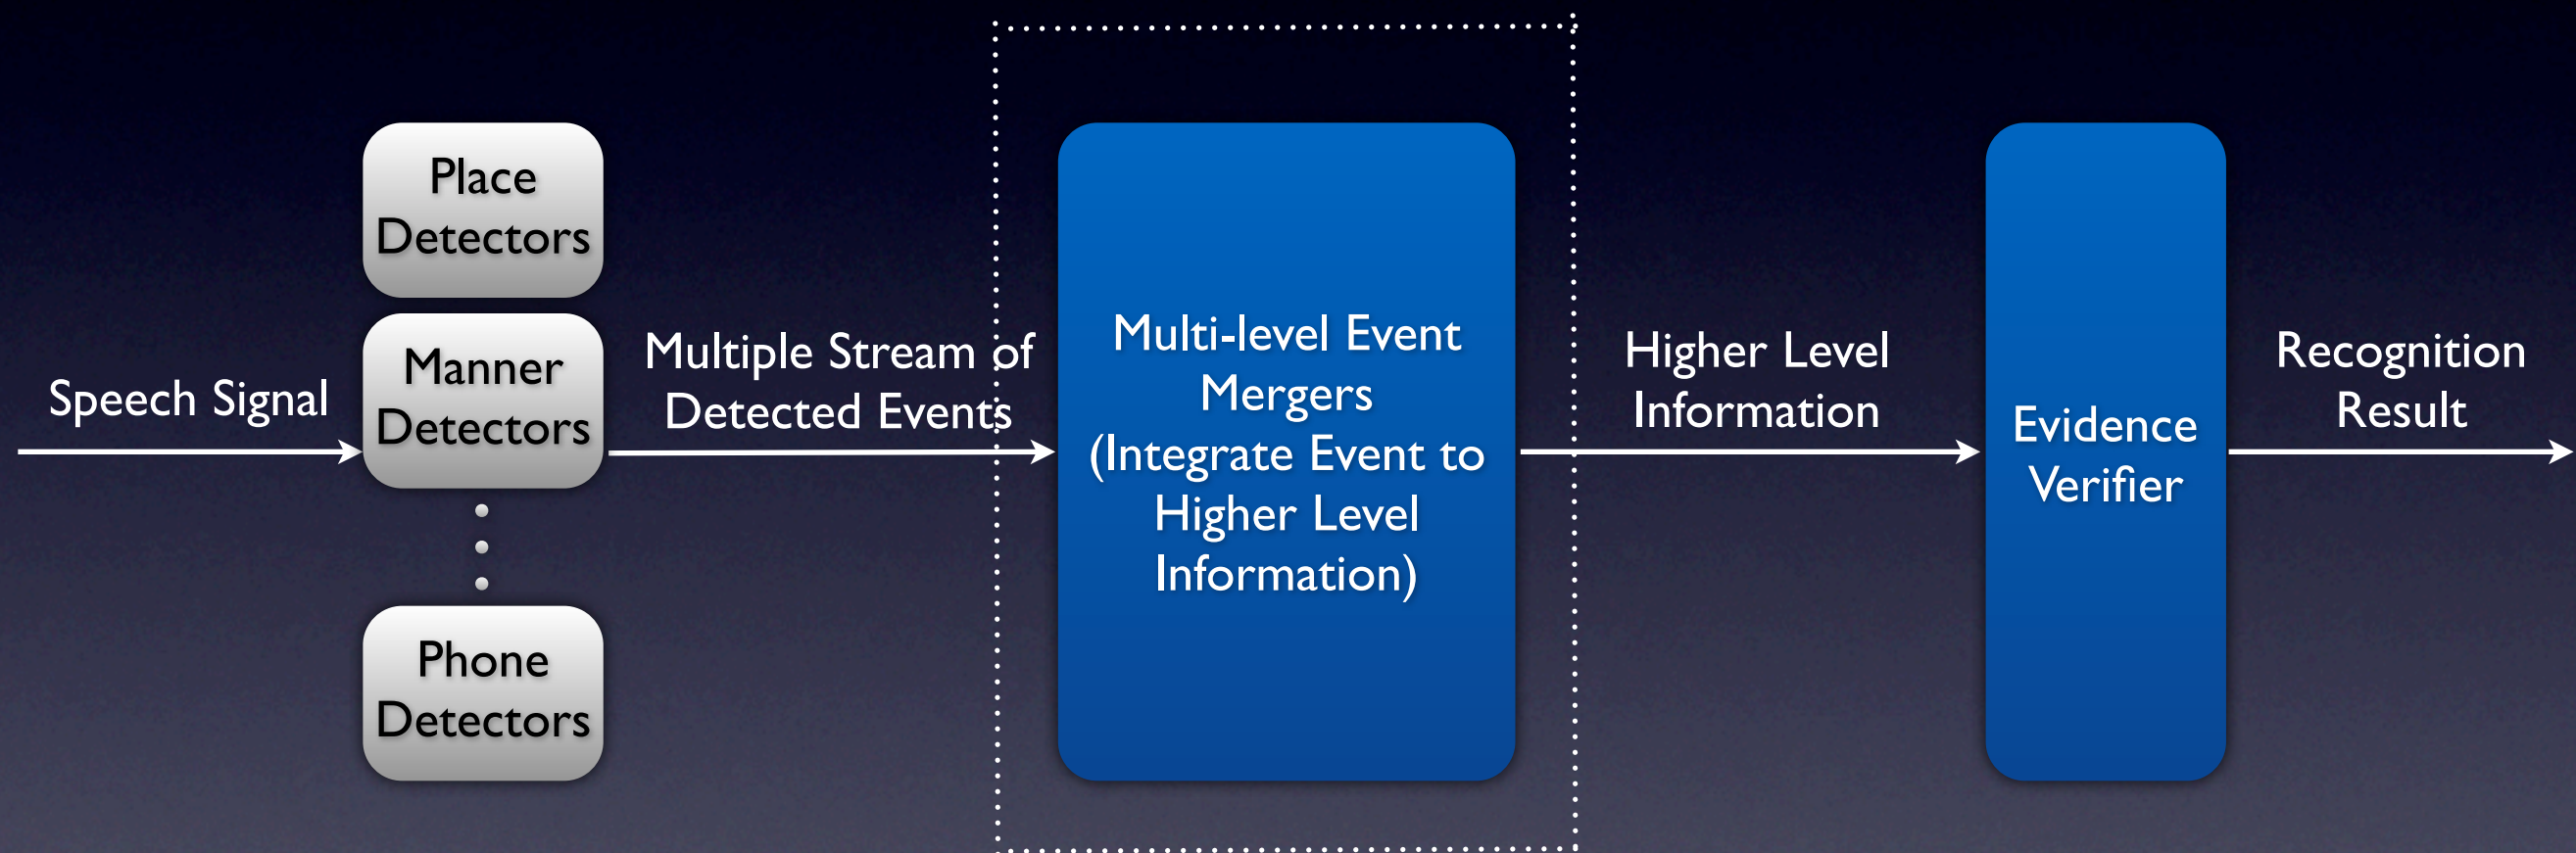 Speech Signal
Place
Detectors
Manner
Detectors
Phone
Detectors
Multiple Stream of
Detected Events
Multi-level Event
Mergers
(Integrate Event to
Higher Level
Information)
Higher Level
Information
Evidence
Verifier
Recognition
Result